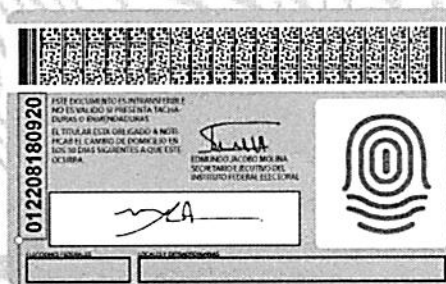 012208180920
ESTE DOCUMENTO ES INTRANSFERIBLE
NO ES VALIDO SI PRESENTA TACHA-
DURAS O ENMENDADURAS
EL TITULAR ESTA OBLIGADO A NOTI-
FICAR EL CAMBIO DE DOMICILIO EN
LOS 30 DIAS SIGUIENTES A QUE ESTE
OCURRA.
EDMUNDO JACOBO MOLINA
SECRETARIO EJECUTIVO DEL
INSTITUTO FEDERAL ELECTORAL